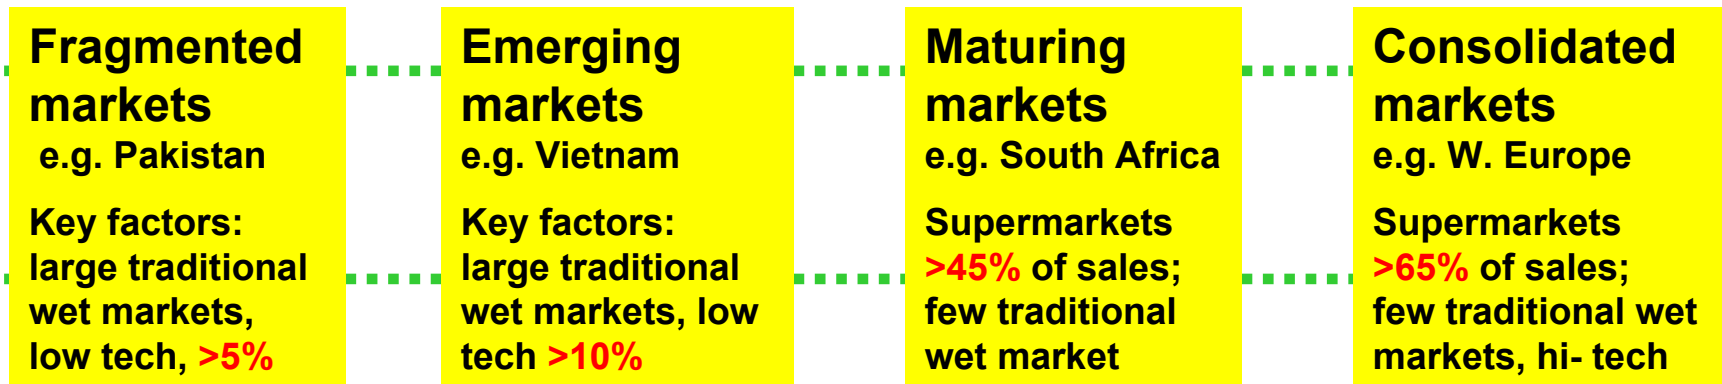 Fragmented
markets
e.g. Pakistan
Key factors:
large traditional
wet markets,
low tech, >5%
Emerging
markets
e.g. Vietnam
Key factors:
large traditional
wet markets, low
tech >10%
Maturing
markets
e.g. South Africa
Supermarkets
>45% of sales;
few traditional
wet market
Consolidated
markets
e.g. W. Europe
Supermarkets
>65% of sales;
few traditional wet
markets, hi- tech